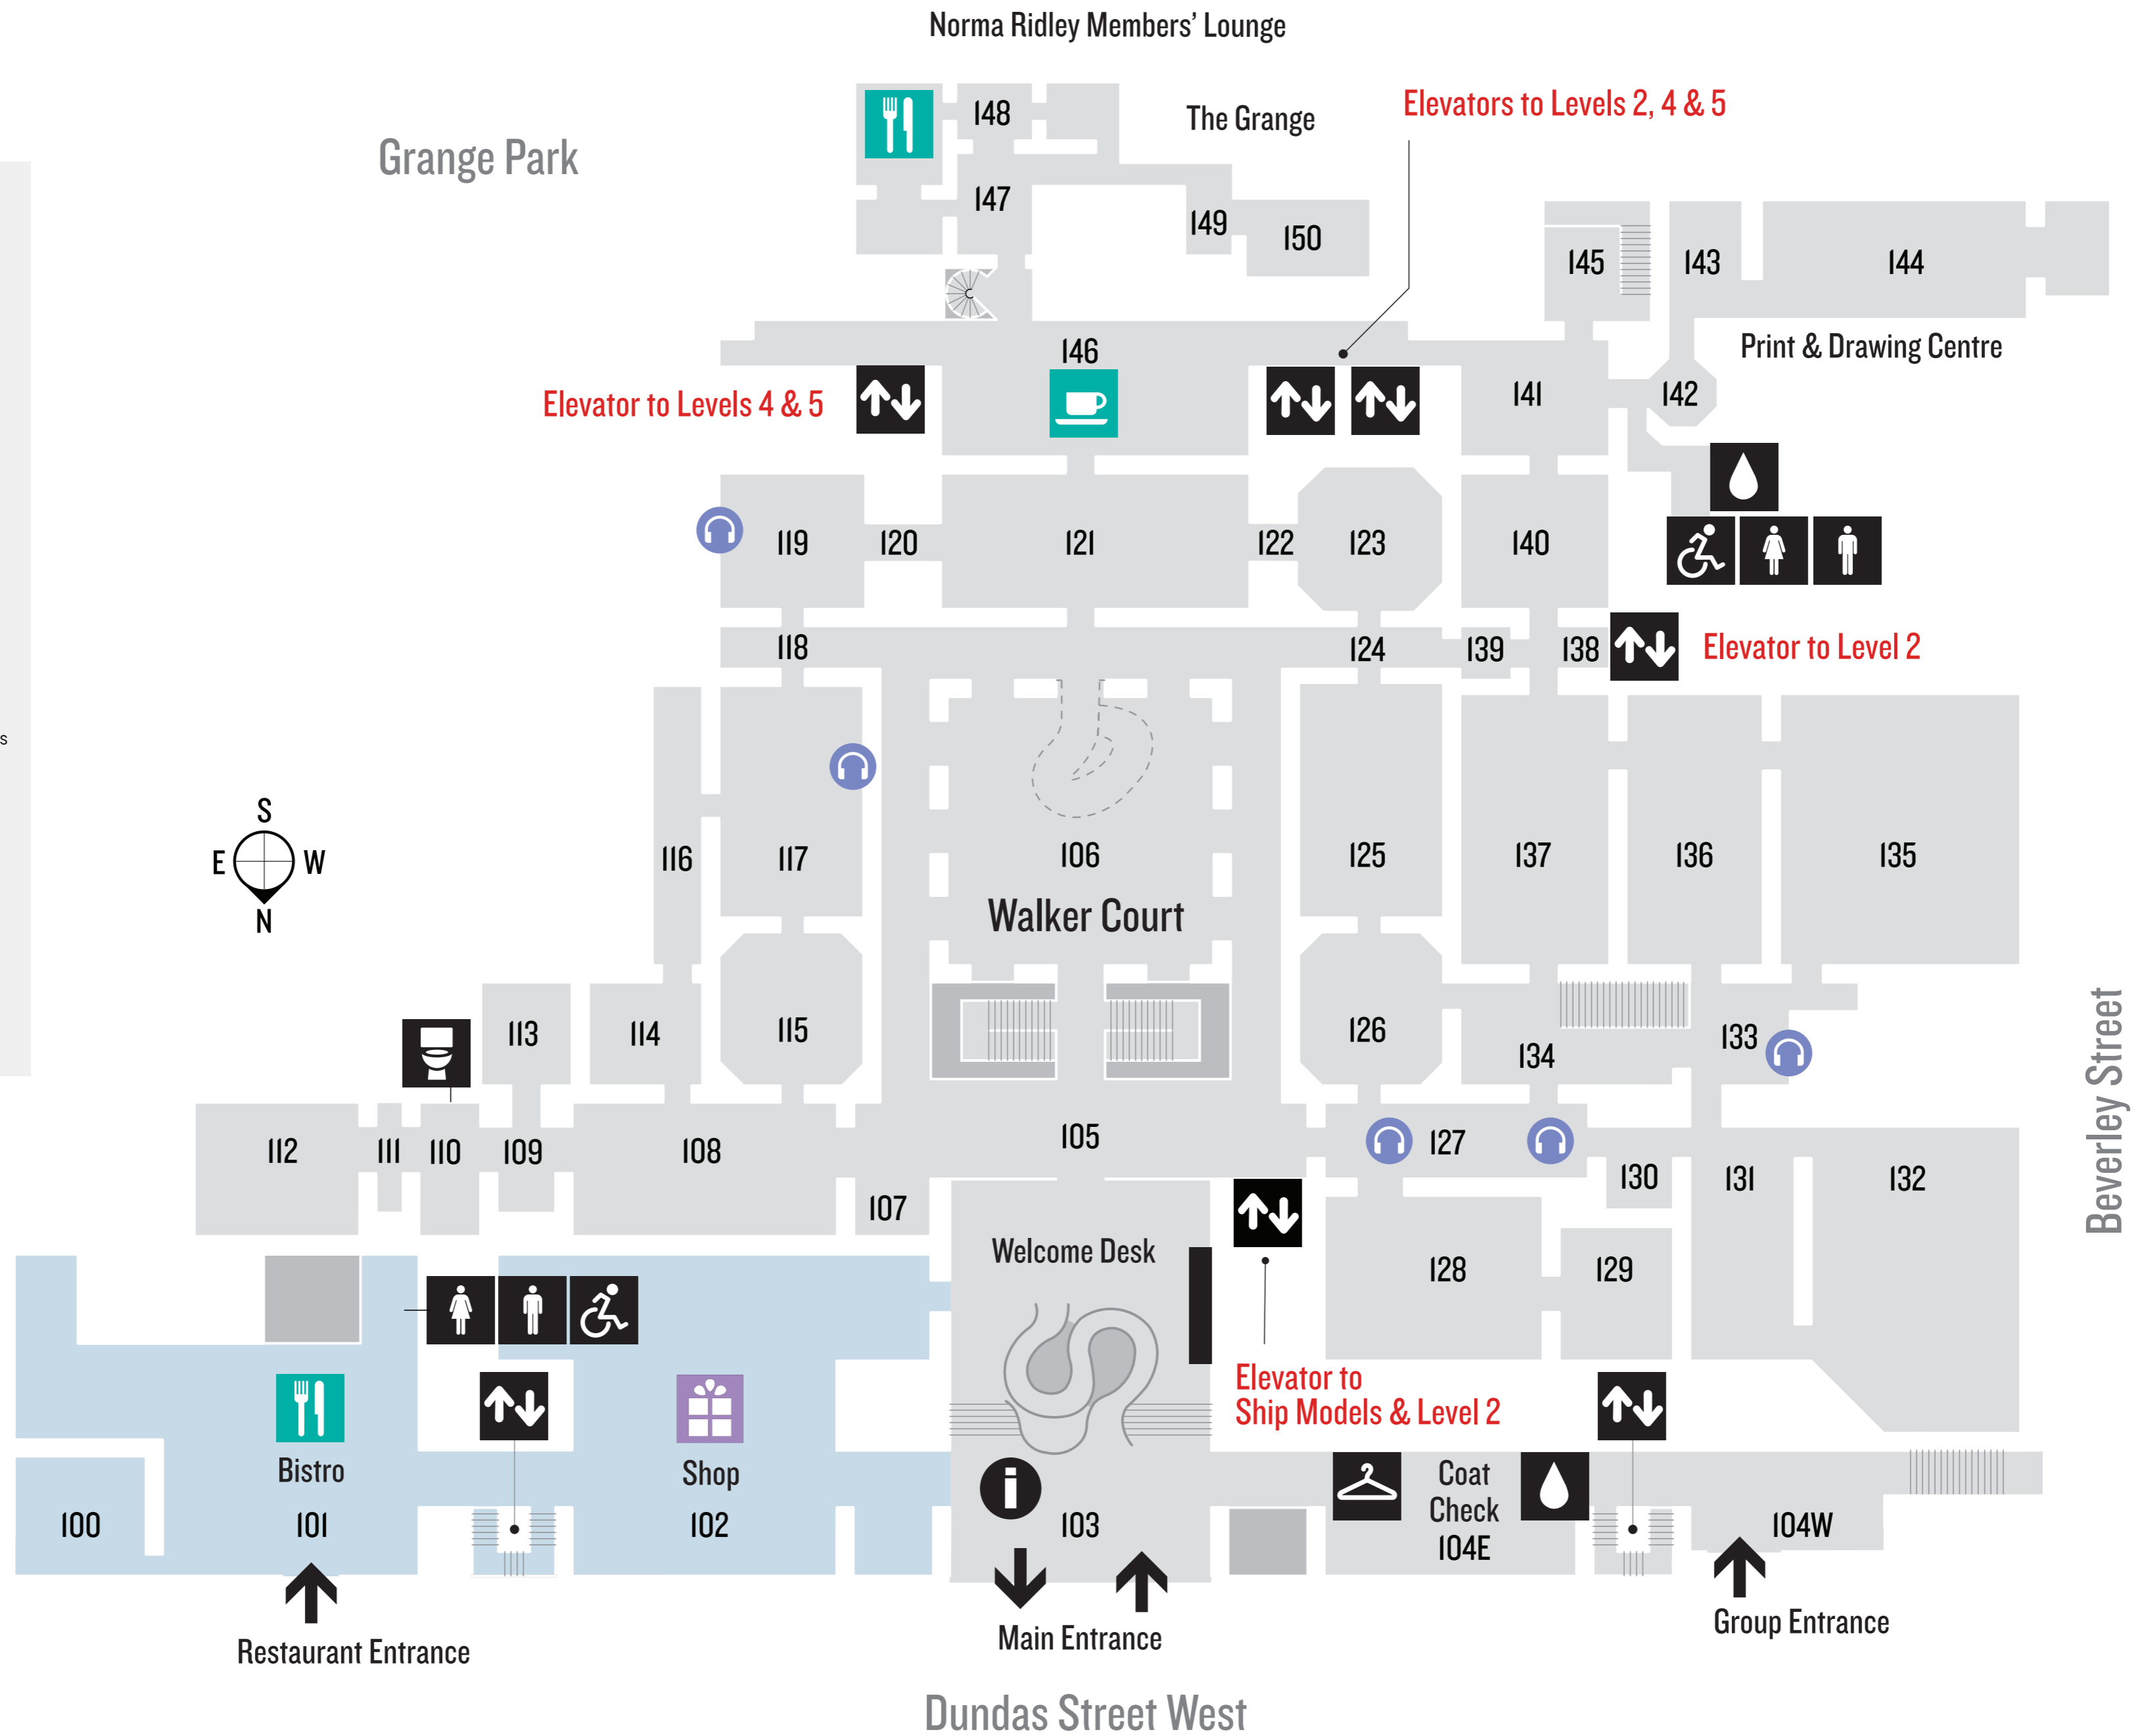 Norma Ridley Members’ Lounge
148
The Grange
Elevators to Levels 2, 4 & 5
Grange Park
147
149
150
145
143
144
146
Print & Drawing Centre
Elevator to Levels 4 & 5
141
142
119
120
121
122
123
140
118
124
139
138
Elevator to Level 2
s
S
E
W
N
116
117
106
Walker Court
125
137
136
135
113
114
115
126
134
133
Beverley Street
112
111
110
109
108
105
127
107
130
131
132
Welcome Desk
128
129
Elevator to
Ship Models & Level 2
Bistro
Shop
i
Coat
Check
100
101
102
103
104E
104W
Restaurant Entrance
Main Entrance
Group Entrance
Dundas Street West